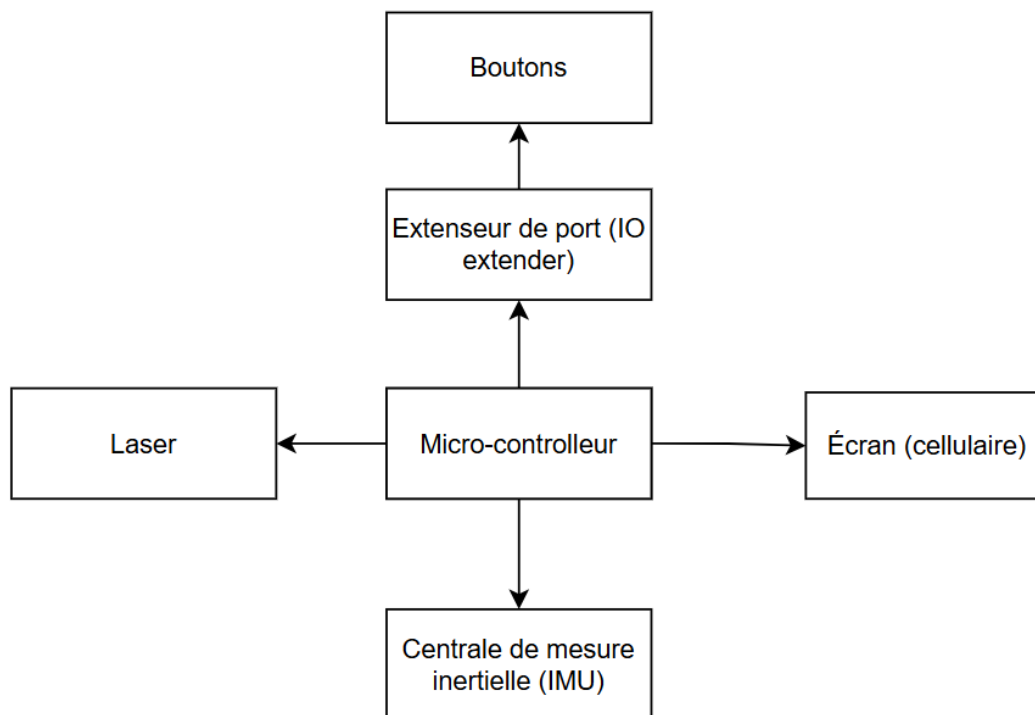 Boutons
Extenseur de port (IO
extender)
Laser
Micro-controlleur
Écran (cellulaire)
Centrale de mesure
inertielle (IMU)